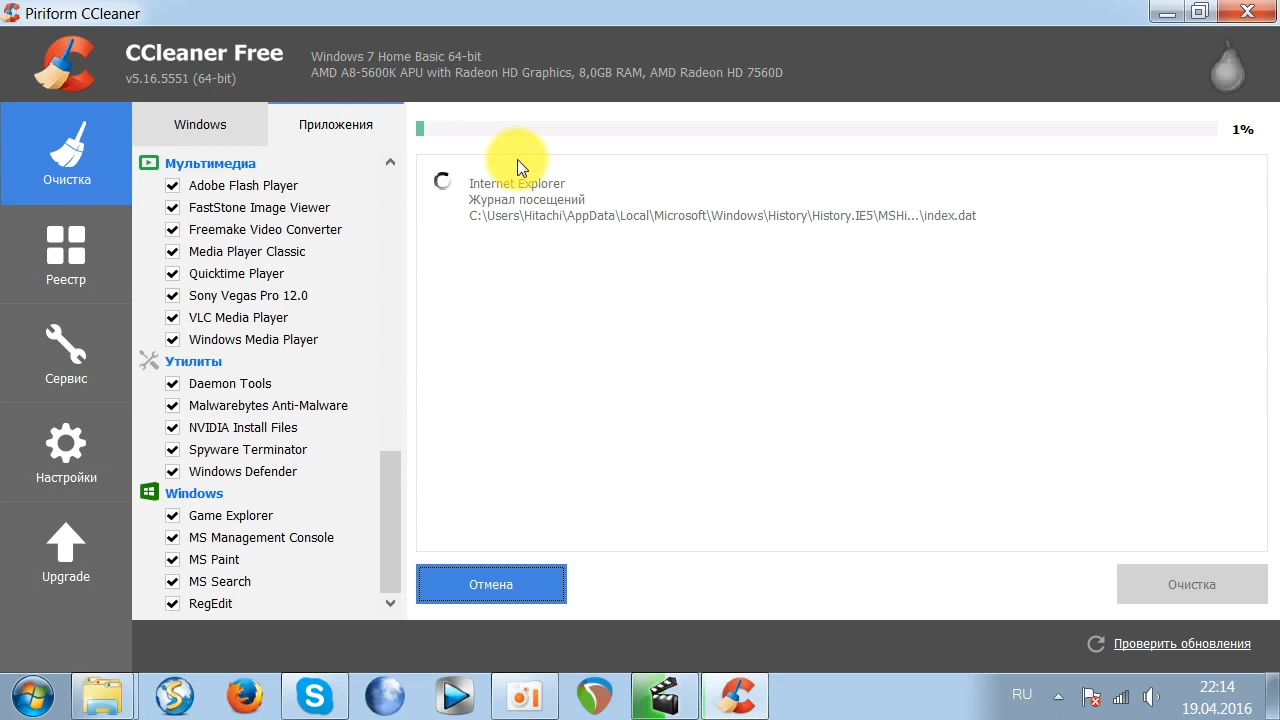 Piriform CCleaner
CCleaner Free
v5.16.5551 (64-bit)
Windows 7 Home Basic 64-bit
AMD A8-5600K APU with Radeon HD Graphics, 8,0GB RAM, AMD Radeon HD 7560D
Очистка
Реестр
Сервис
Настройки
Upgrade
Windows
Приложения
Мультимедиа
Adobe Flash Player
FastStone Image Viewer
Freemake Video Converter
Media Player Classic
Quicktime Player
Sony Vegas Pro 12.0
VLC Media Player
Windows Media Player
Утилиты
Daemon Tools
Malwarebytes Anti-Malware
NVIDIA Install Files
Spyware Terminator
Windows Defender
Windows
Game Explorer
MS Management Console
MS Paint
MS Search
RegEdit
1%
Internet Explorer
Журнал посещений
C:\Users\Hitachi\AppData\Local\Microsoft\Windows\History\History.IE5\MSHi...\index.dat
Отмена
Очистка
Проверить обновления
RU
22:14
19.04.2016